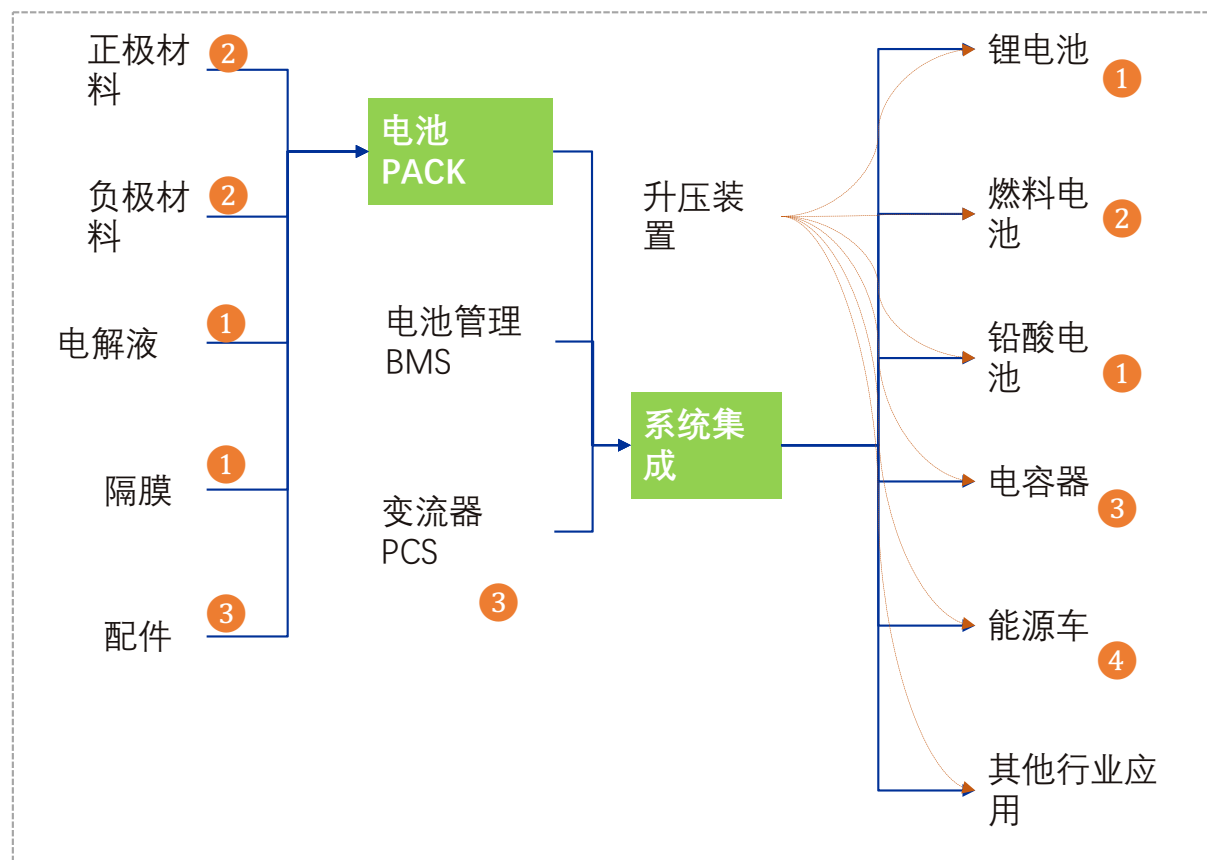 正极材
料
2
负极材
料
2
电解液
1
隔膜
1
配件
3
电池
PACK
电池管理
BMS
变流器
PCS
3
升压装
置
系统集
成
锂电池
1
燃料电
池
2
铅酸电
池
1
电容器
3
能源车
4
其他行业应
用